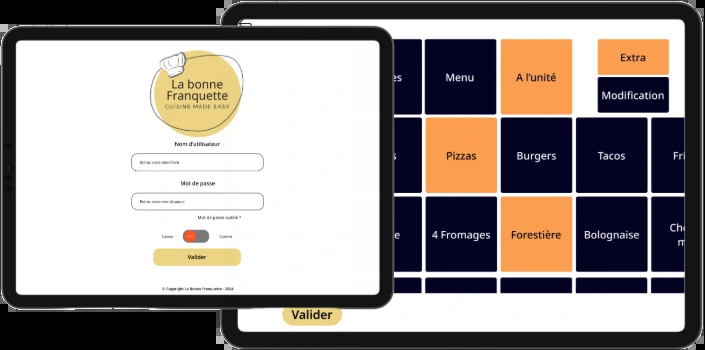 La bonne
Franquette
CUISINE MADE EASY
Nom d'utilisateur
Entrez votre identifiant
Mot de passe
Entrez votre mot de passe
Mot de passe oublié ?
Caisse
Cuisine
Valider
© Copyright La Bonne Franquette - 2024
es
Menu
A l'unité
Extra
Modification
s
Pizzas
Burgers
Tacos
Fri
e
4 Fromages
Forestière
Bolognaise
Valider